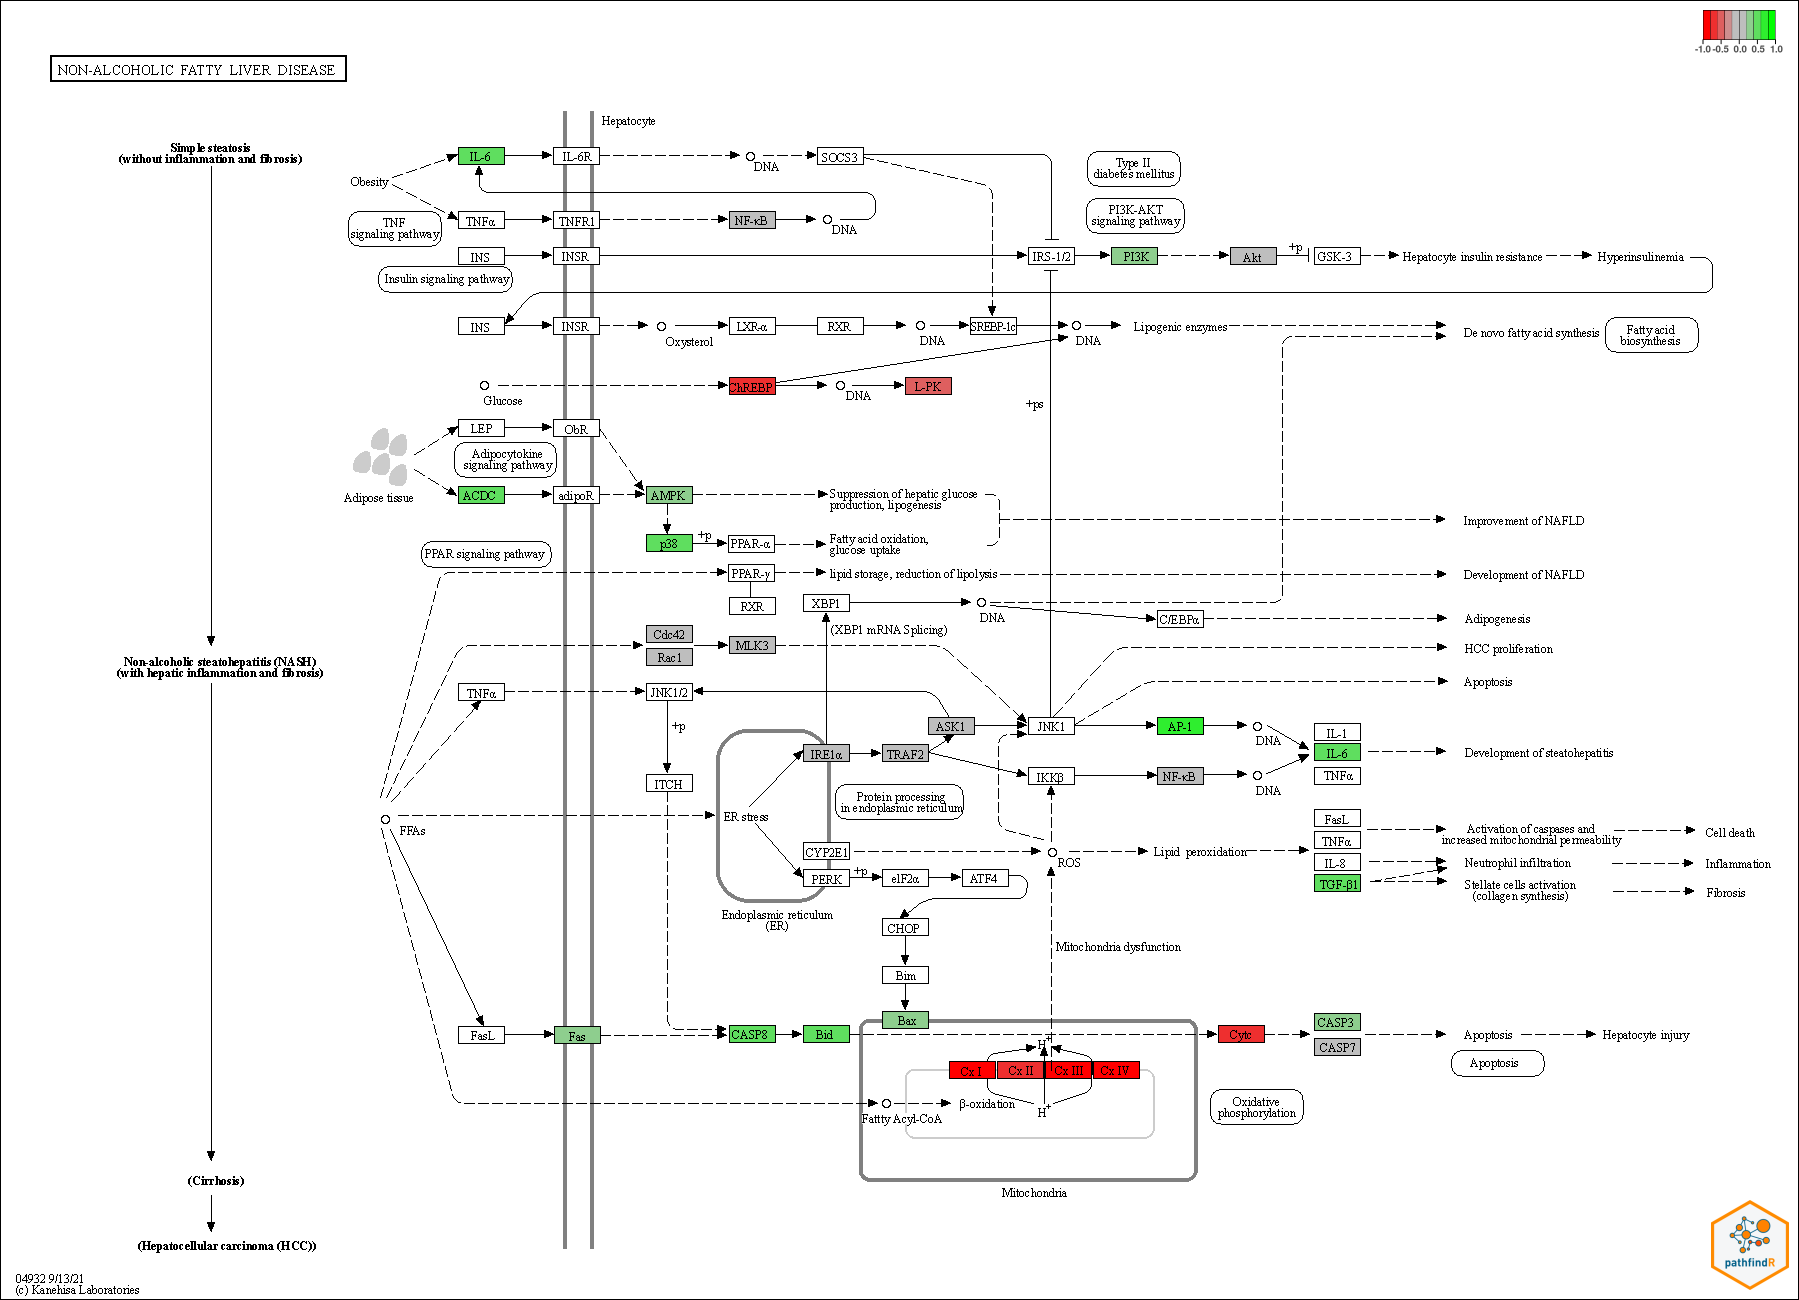 -1.0 -0.5 0.0 0.5 1.0
NON-ALCOHOLIC FATTY LIVER DISEASE
Hepatocyte
Simple steatosis
(without inflammation and fibrosis)
IL-6
IL-6R
DNA
SOCS3
Type II
diabetes mellitus
Obesity
TNF
signaling pathway
TNFα
TNFR1
NF-κB
DNA
PI3K-AKT
signaling pathway
INS
INSR
IRS-1/2
PI3K
Akt
+p
GSK-3
Hepatocyte insulin resistance
Hyperinsulinemia
Insulin signaling pathway
INS
INSR
Oxysterol
LXR-α
RXR
DNA
SREBP-1c
DNA
Lipogenic enzymes
De novo fatty acid synthesis
Fatty acid
biosynthesis
Glucose
ChREBP
DNA
L-PK
+ps
LEP
ObR
Adipocytokine
signaling pathway
Adipose tissue
ACDC
adipoR
AMPK
Suppression of hepatic glucose
production, lipogenesis
Improvement of NAFLD
p38
+p
PPAR-α
Fatty acid oxidation,
glucose uptake
PPAR signaling pathway
PPAR-γ
lipid storage, reduction of lipolysis
Development of NAFLD
RXR
XBP1
DNA
(XBP1 mRNA Splicing)
C/EBPα
Adipogenesis
Cdc42
Rac1
MLK3
HCC proliferation
Non-alcoholic steatohepatitis (NASH)
(with hepatic inflammation and fibrosis)
TNFα
JNK1/2
Apoptosis
+p
ASK1
JNK1
AP-1
DNA
IL-1
IL-6
TNFα
Development of steatohepatitis
IRE1α
TRAF2
IKKβ
NF-κB
DNA
ITCH
Protein processing
in endoplasmic reticulum
ER stress
FFAs
CYP2E1
ROS
Lipid peroxidation
FasL
TNFα
IL-8
TGF-β1
Activation of caspases and
increased mitochondrial permeability
Cell death
Neutrophil infiltration
Inflammation
Stellate cells activation
(collagen synthesis)
Fibrosis
PERK
+p
eIF2α
ATF4
Endoplasmic reticulum
(ER)
CHOP
Mitochondria dysfunction
Bim
Bax
FasL
Fas
CASP8
Bid
Cytc
CASP3
CASP7
Apoptosis
Hepatocyte injury
Apoptosis
H+
Cx I
Cx II
Cx III
Cx IV
β-oxidation
H+
Fattty Acyl-CoA
Oxidative
phosphorylation
Mitochondria
(Cirrhosis)
(Hepatocellular carcinoma (HCC))
04932 9/13/21
(c) Kanehisa Laboratories
pathfindR